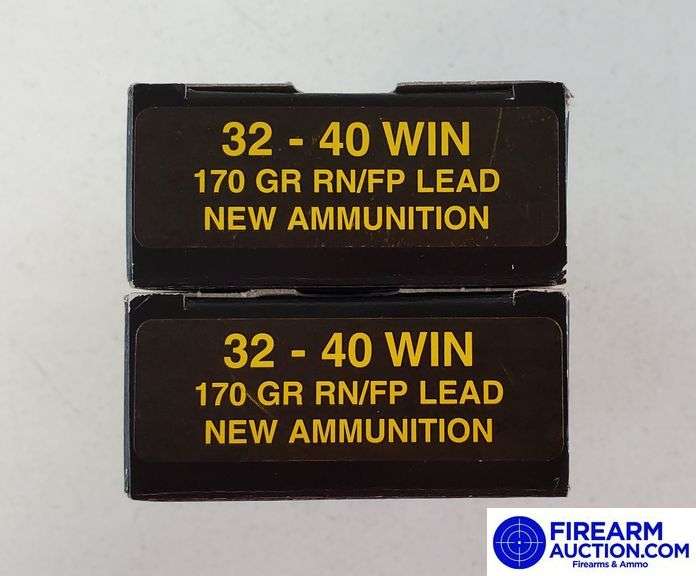 32 - 40 WIN
170 GR RN/FP LEAD
NEW AMMUNITION
32 - 40 WIN
170 GR RN/FP LEAD
NEW AMMUNITION
FIREARM
AUCTION.COM
Firearms & Ammo